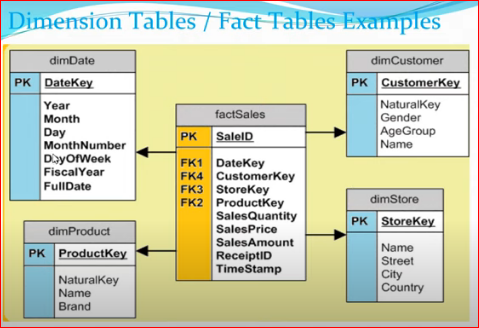 Dimension Tables / Fact Tables Examples
dimDate
PK DateKey
Year
Month
Day
MonthNumber
DayOfWeek
FiscalYear
FullDate
dimProduct
PK ProductKey
NaturalKey
Name
Brand
factSales
PK SaleID
FK1 DateKey
FK4 CustomerKey
FK3 StoreKey
FK2 ProductKey
SalesQuantity
SalesPrice
SalesAmount
ReceiptID
TimeStamp
dimCustomer
PK CustomerKey
NaturalKey
Gender
AgeGroup
Name
dimStore
PK StoreKey
Name
Street
City
Country